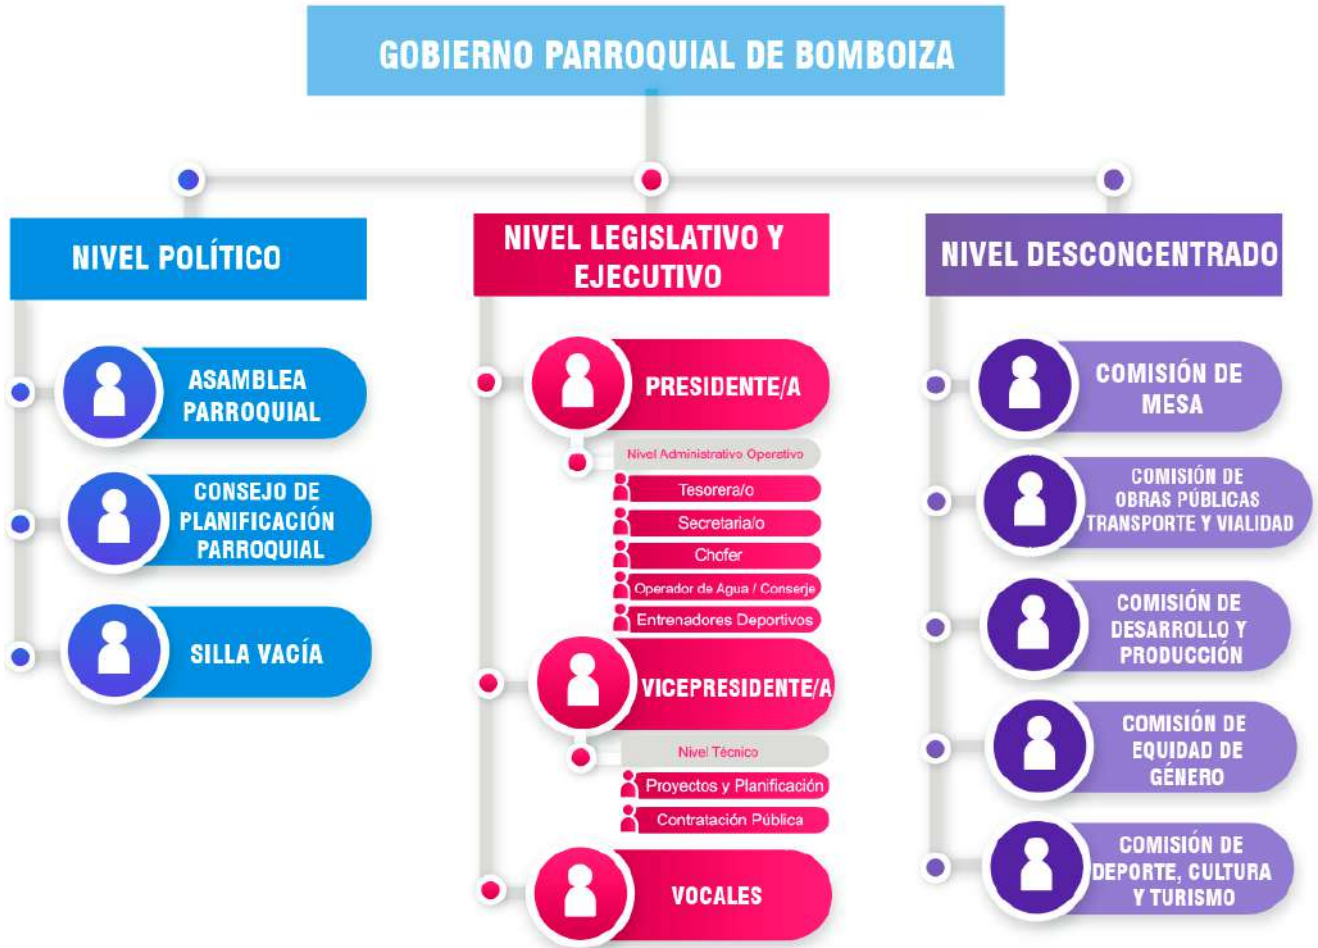 GOBIERNO PARROQUIAL DE BOMBOIZA
NIVEL POLÍTICO
ASAMBLEA
PARROQUIAL
CONSEJO DE
PLANIFICACIÓN
PARROQUIAL
SILLA VACÍA
NIVEL LEGISLATIVO Y
EJECUTIVO
PRESIDENTE/A
Nivel Administrativo Operativo
Tesorera/o
Secretaria/o
Chofer
Operador de Agua / Conserje
Entrenadores Deportivos
VICEPRESIDENTE/A
Nivel Técnico
Proyectos y Planificación
Contratación Pública
VOCALES
NIVEL DESCONCENTRADO
COMISIÓN DE
MESA
COMISIÓN DE
OBRAS PÚBLICAS
TRANSPORTE Y VIALIDAD
COMISIÓN DE
DESARROLLO Y
PRODUCCIÓN
COMISIÓN DE
EQUIDAD DE
GÉNERO
COMISIÓN DE
DEPORTE, CULTURA
Y TURISMO